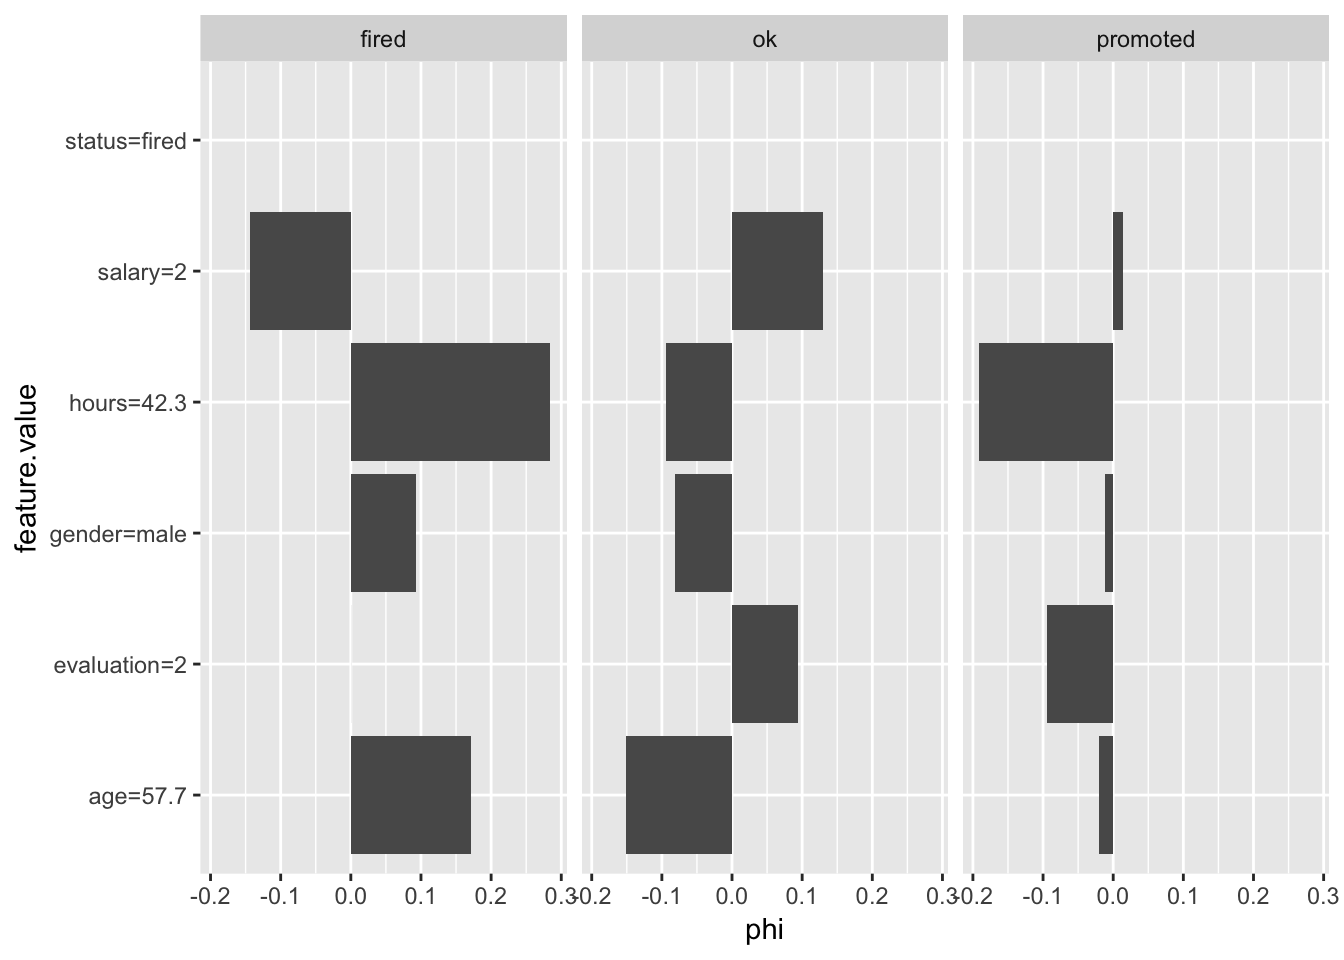 fired ok promoted
status=fired
salary=2
hours=42.3
gender=male
evaluation=2
age=57.7
feature.value
-0.2 -0.1 0.0 0.1 0.2 0.3 -0.2 -0.1 0.0 0.1 0.2 0.3 -0.2 -0.1 0.0 0.1 0.2 0.3
phi